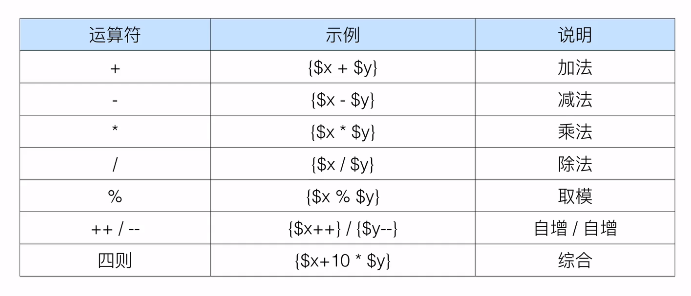 运算符 示例 说明
+ {$x + $y} 加法
- {$x - $y} 减法
* {$x * $y} 乘法
/ {$x / $y} 除法
% {$x % $y} 取模
++ / -- {$x++} / {$y--} 自增 / 自增
四则 {$x+10 * $y} 综合